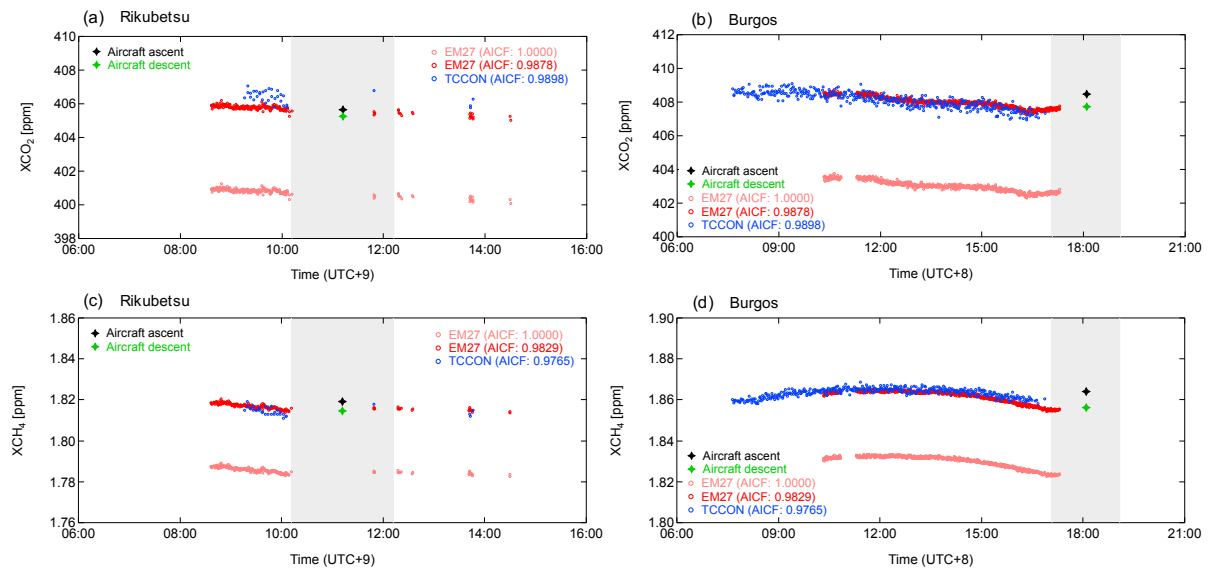 (a) Rikubetsu
410
408
406
404
402
400
398
XCO2 [ppm]
Aircraft ascent
Aircraft descent
EM27 (AICF: 1.0000)
EM27 (AICF: 0.9878)
TCCON (AICF: 0.9898)
06:00 08:00 10:00 12:00 14:00 16:00
Time (UTC+9)
(b) Burgos
412
410
408
406
404
402
400
XCO2 [ppm]
Aircraft ascent
Aircraft descent
EM27 (AICF: 1.0000)
EM27 (AICF: 0.9878)
TCCON (AICF: 0.9898)
06:00 09:00 12:00 15:00 18:00 21:00
Time (UTC+8)
(c) Rikubetsu
1.86
1.84
1.82
1.80
1.78
1.76
XCH4 [ppm]
Aircraft ascent
Aircraft descent
EM27 (AICF: 1.0000)
EM27 (AICF: 0.9829)
TCCON (AICF: 0.9765)
06:00 08:00 10:00 12:00 14:00 16:00
Time (UTC+9)
(d) Burgos
1.90
1.88
1.86
1.84
1.82
1.80
XCH4 [ppm]
Aircraft ascent
Aircraft descent
EM27 (AICF: 1.0000)
EM27 (AICF: 0.9829)
TCCON (AICF: 0.9765)
06:00 09:00 12:00 15:00 18:00 21:00
Time (UTC+8)